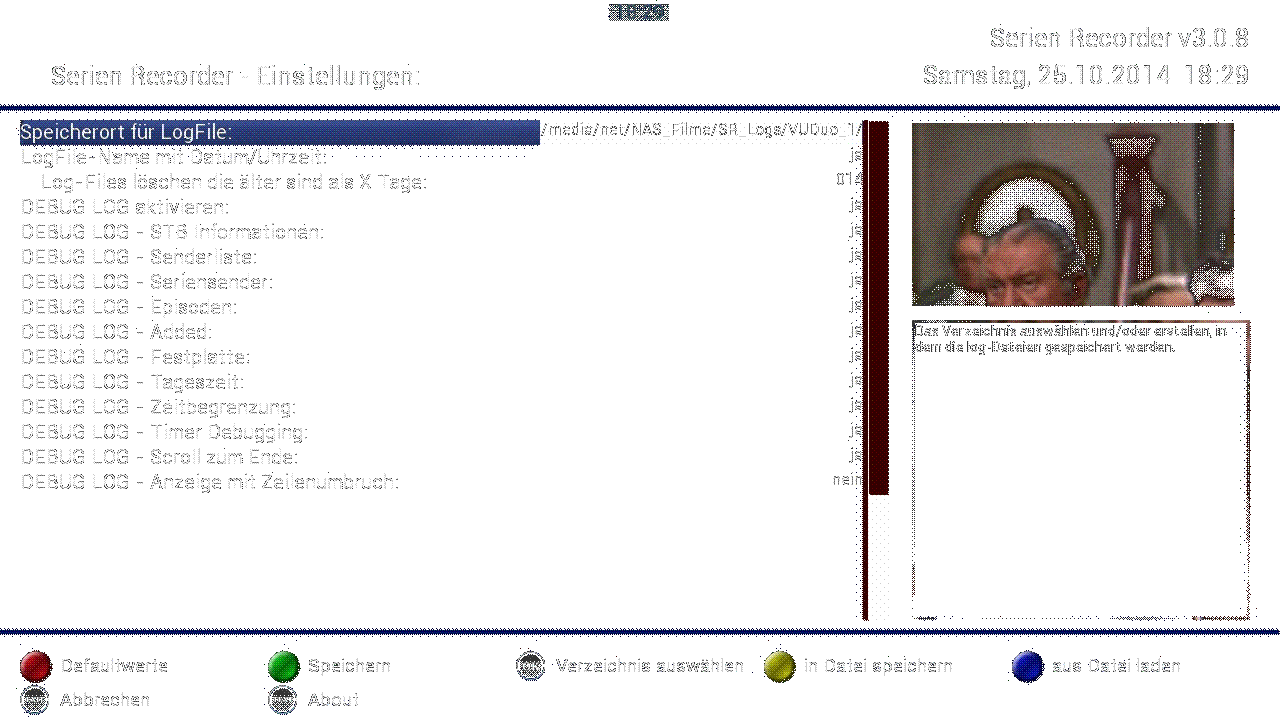 18:29
Serien Recorder v3.0.8
Serien Recorder - Einstellungen:
Samstag, 25.10.2014 18:29
Speicherort für LogFile: /media/net/NAS_Filme/SR_Logs/VUDuo_1/
LogFile-Name mit Datum/Uhrzeit: ja
Log-Files löschen die älter sind als X Tage: 014
DEBUG LOG aktivieren: ja
DEBUG LOG - STB Informationen: ja
DEBUG LOG - Senderliste: ja
DEBUG LOG - Seriensender: ja
DEBUG LOG - Episoden: ja
DEBUG LOG - Added: ja
DEBUG LOG - Festplatte: ja
DEBUG LOG - Tageszeit: ja
DEBUG LOG - Zeitbegrenzung: ja
DEBUG LOG - Timer Debugging: ja
DEBUG LOG - Scroll zum Ende: ja
DEBUG LOG - Anzeige mit Zeilenumbruch: nein
Das Verzeichnis auswählen und/oder erstellen, in
dem die log-Dateien gespeichert werden.
Defaultwerte
Speichern
Verzeichnis auswählen
in Datei speichern
aus Datei laden
Abbrechen
About